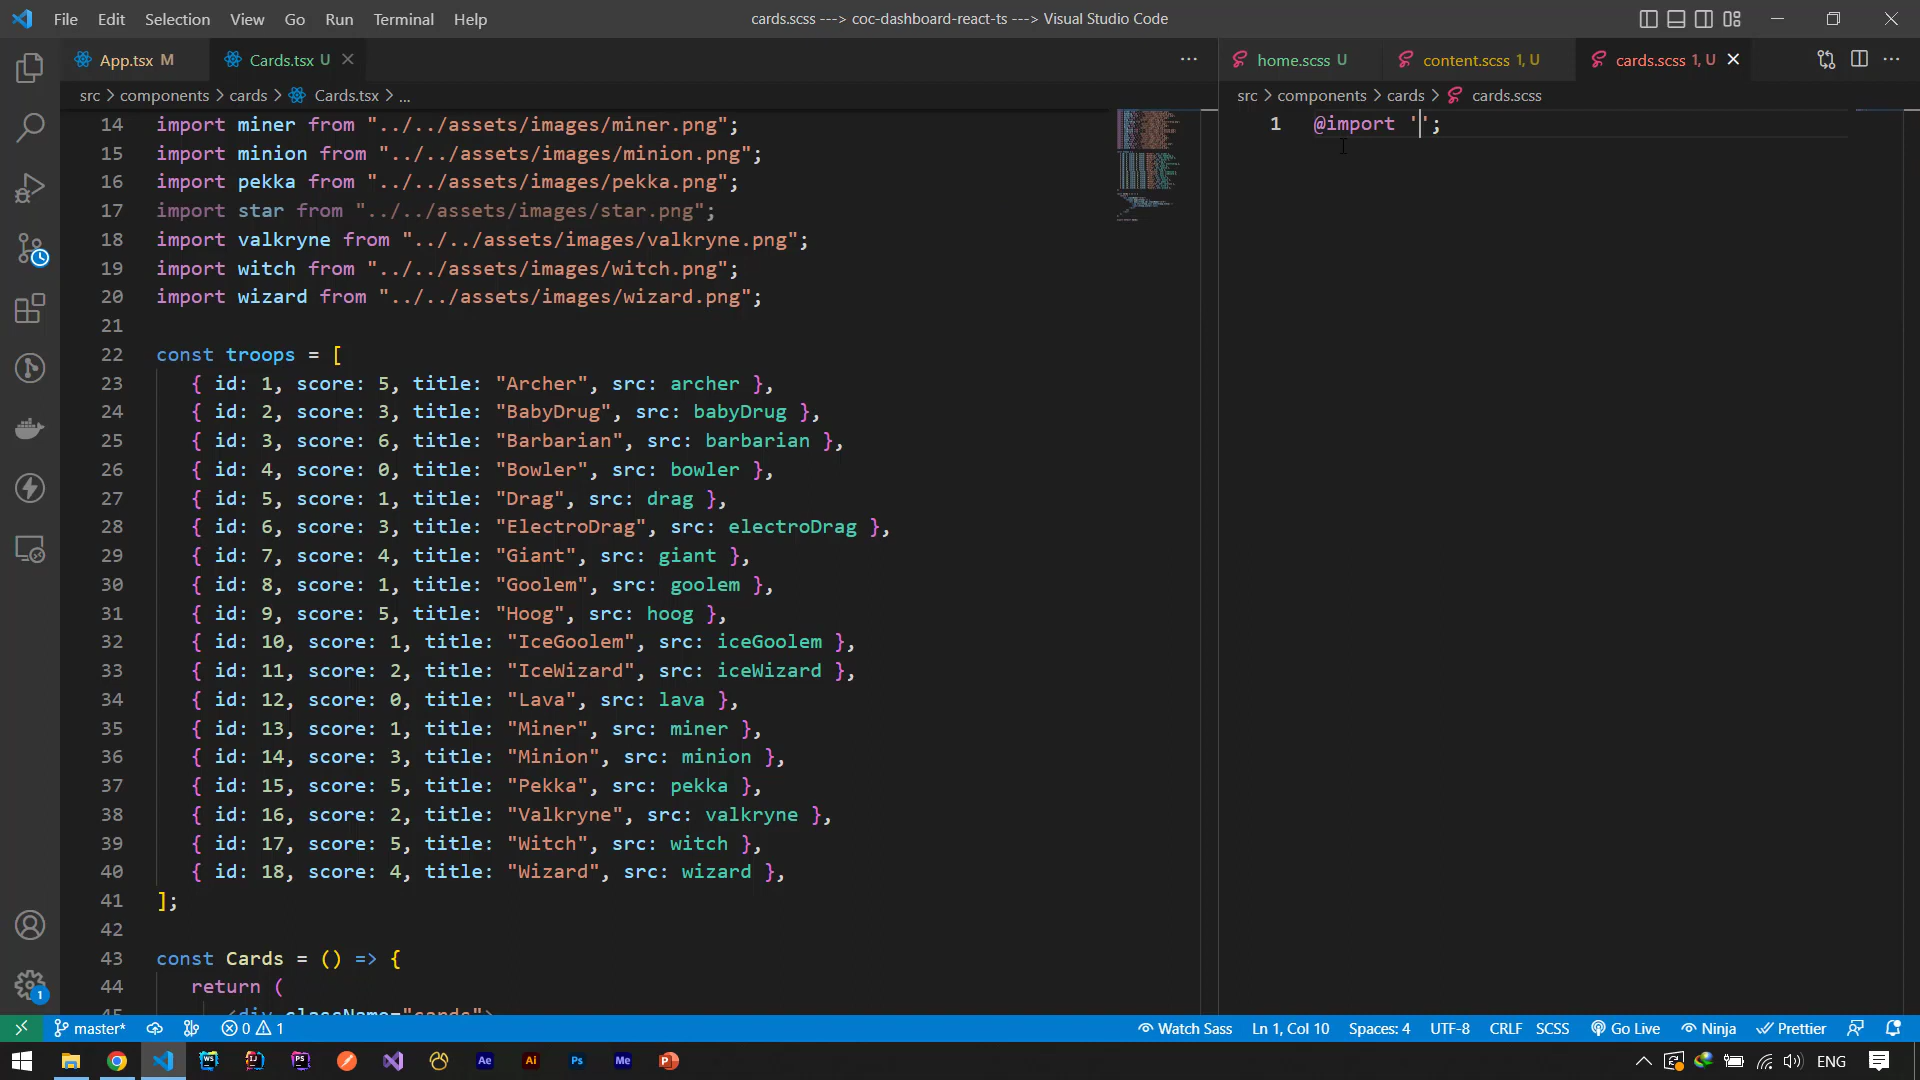 File Edit Selection View Go Run Terminal Help
cards.scss ---> coc-dashboard-react-ts ---> Visual Studio Code
App.tsx M
Cards.tsx U
src > components > cards > Cards.tsx > ...
14 import miner from "../../assets/images/miner.png";
15 import minion from "../../assets/images/minion.png";
16 import pekka from "../../assets/images/pekka.png";
17 import star from "../../assets/images/star.png";
18 import valkryne from "../../assets/images/valkryne.png";
19 import witch from "../../assets/images/witch.png";
20 import wizard from "../../assets/images/wizard.png";
21
22 const troops = [
23 { id: 1, score: 5, title: "Archer", src: archer },
24 { id: 2, score: 3, title: "BabyDrug", src: babyDrug },
25 { id: 3, score: 6, title: "Barbarian", src: barbarian },
26 { id: 4, score: 0, title: "Bowler", src: bowler },
27 { id: 5, score: 1, title: "Drag", src: drag },
28 { id: 6, score: 3, title: "ElectroDrag", src: electroDrag },
29 { id: 7, score: 4, title: "Giant", src: giant },
30 { id: 8, score: 1, title: "Goolem", src: goolem },
31 { id: 9, score: 5, title: "Hoog", src: hoog },
32 { id: 10, score: 1, title: "IceGoolem", src: iceGoolem },
33 { id: 11, score: 2, title: "IceWizard", src: iceWizard },
34 { id: 12, score: 0, title: "Lava", src: lava },
35 { id: 13, score: 1, title: "Miner", src: miner },
36 { id: 14, score: 3, title: "Minion", src: minion },
37 { id: 15, score: 5, title: "Pekka", src: pekka },
38 { id: 16, score: 2, title: "Valkryne", src: valkryne },
39 { id: 17, score: 5, title: "Witch", src: witch },
40 { id: 18, score: 4, title: "Wizard", src: wizard },
41 ];
42
43 const Cards = () => {
44 return (
45 <div className="cards">
home.scss U
content.scss 1, U
cards.scss 1, U
src > components > cards > cards.scss
1 @import '';
master* 0 1
Watch Sass Ln 1, Col 10 Spaces: 4 UTF-8 CRLF SCSS Go Live Ninja Prettier
1
WS IJ PS Ae Ai Ps Me P
ENG